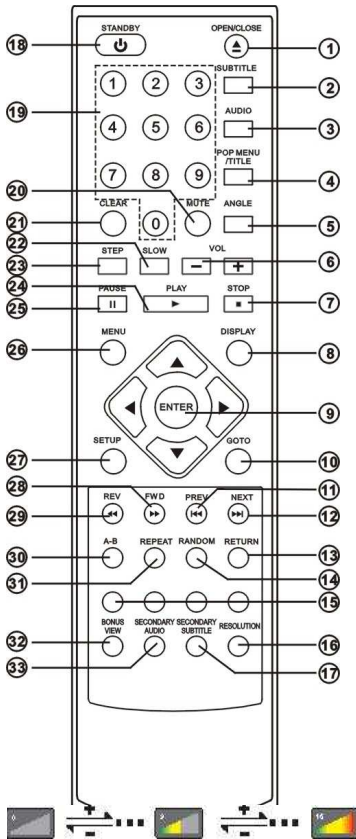 STANDBY OPEN/CLOSE
18 1
1 2 3 SUBTITLE
19 2
4 5 6 AUDIO
3
7 8 9 POP MENU
/TITLE
20 4
CLEAR 0 MUTE ANGLE
21 5
22 STEP SLOW VOL
23 - + 6
24 PAUSE PLAY STOP
25 7
26 MENU DISPLAY 8
ENTER 9
27 SETUP GOTO 10
28 REV FWD PREV NEXT 11
29 12
30 A-B REPEAT RANDOM RETURN 13
31 14
15
32 BONUS
VIEW SECONDARY
AUDIO SECONDARY
SUBTITLE RESOLUTION 16
33 17
0 + - 9 + - 16